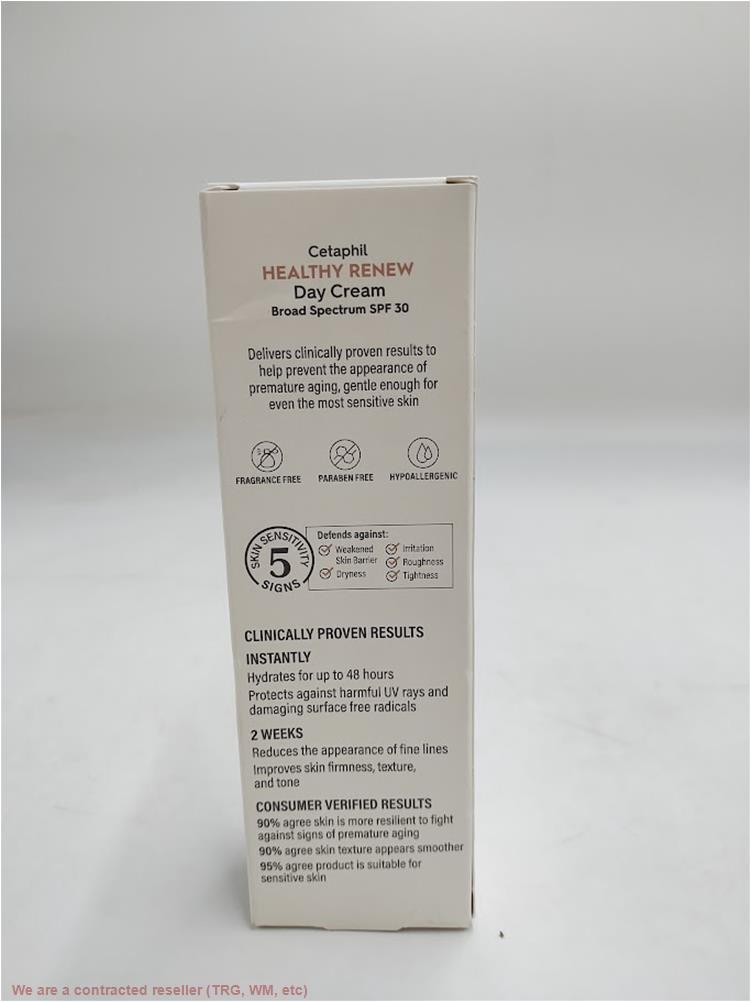 Cetaphil
HEALTHY RENEW
Day Cream
Broad Spectrum SPF 30
Delivers clinically proven results to
help prevent the appearance of
premature aging, gentle enough for
even the most sensitive skin
FRAGRANCE FREE
PARABEN FREE
HYPOALLERGENIC
SKIN SENSITIVITY
5
SIGNS
Defends against:
Weakened
Skin Barrier
Dryness
Irritation
Roughness
Tightness
CLINICALLY PROVEN RESULTS
INSTANTLY
Hydrates for up to 48 hours
Protects against harmful UV rays and
damaging surface free radicals
2 WEEKS
Reduces the appearance of fine lines
Improves skin firmness, texture,
and tone
CONSUMER VERIFIED RESULTS
90% agree skin is more resilient to fight
against signs of premature aging
90% agree skin texture appears smoother
95% agree product is suitable for
sensitive skin
We are a contracted reseller (TRG, WM, etc)